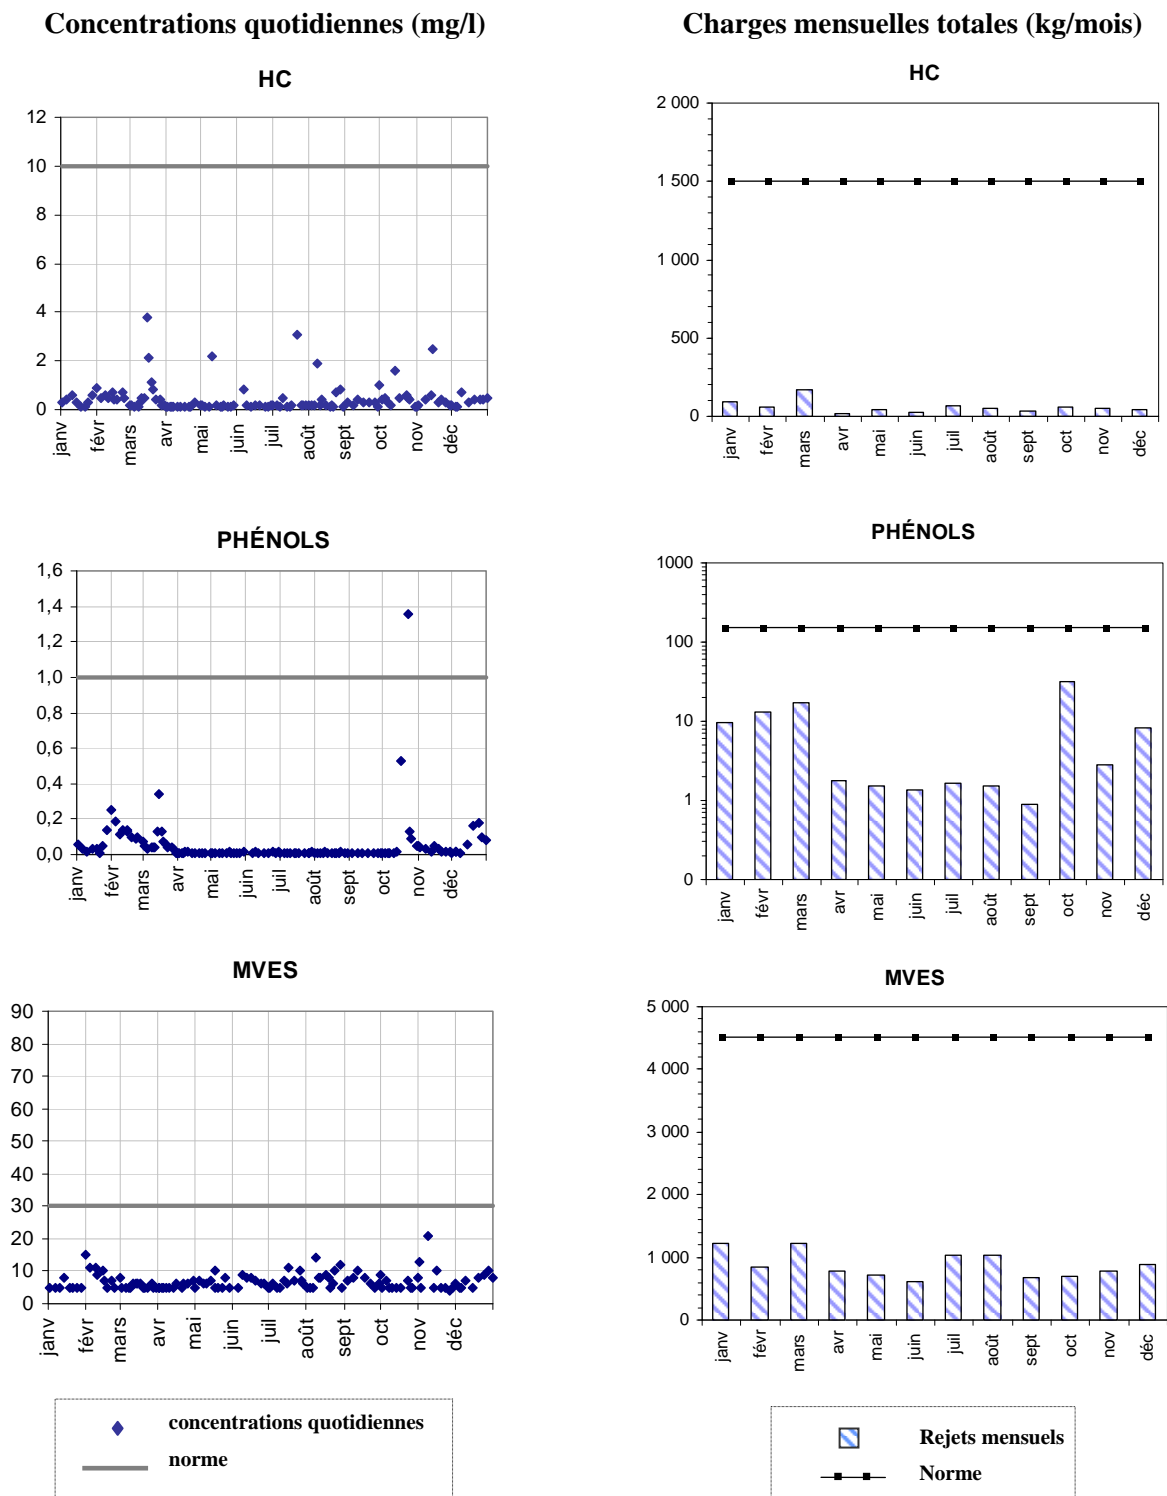 Concentrations quotidiennes (mg/l)
HC
12
10
8
6
4
2
0
janv
févr
mars
avr
mai
juin
juil
août
sept
oct
nov
déc
PHÉNOLS
1,6
1,4
1,2
1,0
0,8
0,6
0,4
0,2
0,0
janv
févr
mars
avr
mai
juin
juil
août
sept
oct
nov
déc
MVES
90
80
70
60
50
40
30
20
10
0
janv
févr
mars
avr
mai
juin
juil
août
sept
oct
nov
déc
concentrations quotidiennes
norme
Charges mensuelles totales (kg/mois)
HC
2 000
1 500
1 000
500
0
janv
févr
mars
avr
mai
juin
juil
août
sept
oct
nov
déc
PHÉNOLS
1000
100
10
1
0
janv
févr
mars
avr
mai
juin
juil
août
sept
oct
nov
déc
MVES
5 000
4 000
3 000
2 000
1 000
0
janv
févr
mars
avr
mai
juin
juil
août
sept
oct
nov
déc
Rejets mensuels
Norme